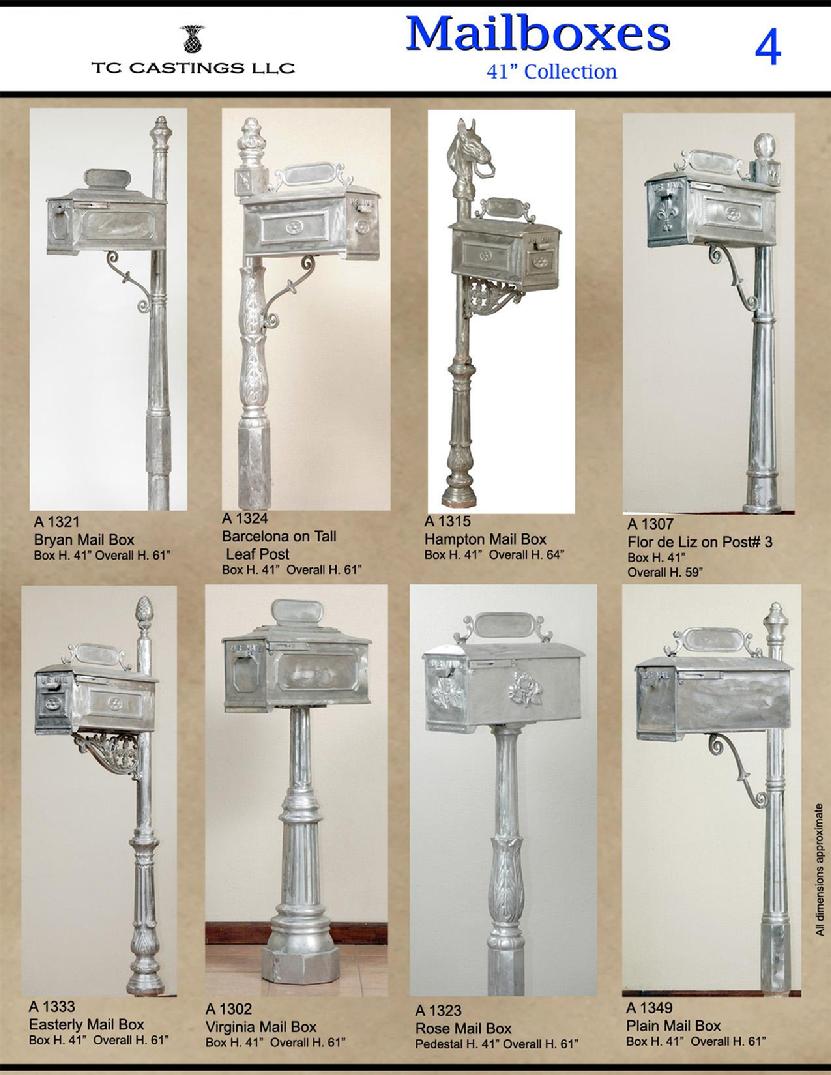 Mailboxes
4
TC CASTINGS LLC
41” Collection
A 1321
Bryan Mail Box
Box H. 41” Overall H. 61”
A 1324
Barcelona on Tall
Leaf Post
Box H. 41” Overall H. 61”
A 1315
Hampton Mail Box
Box H. 41” Overall H. 64”
A 1307
Flor de Liz on Post# 3
Box H. 41”
Overall H. 59”
All dimensions approximate
A 1333
Easterly Mail Box
Box H. 41” Overall H. 61”
A 1302
Virginia Mail Box
Box H. 41” Overall H. 61”
A 1323
Rose Mail Box
Pedestal H. 41” Overall H. 61”
A 1349
Plain Mail Box
Box H. 41” Overall H. 61”